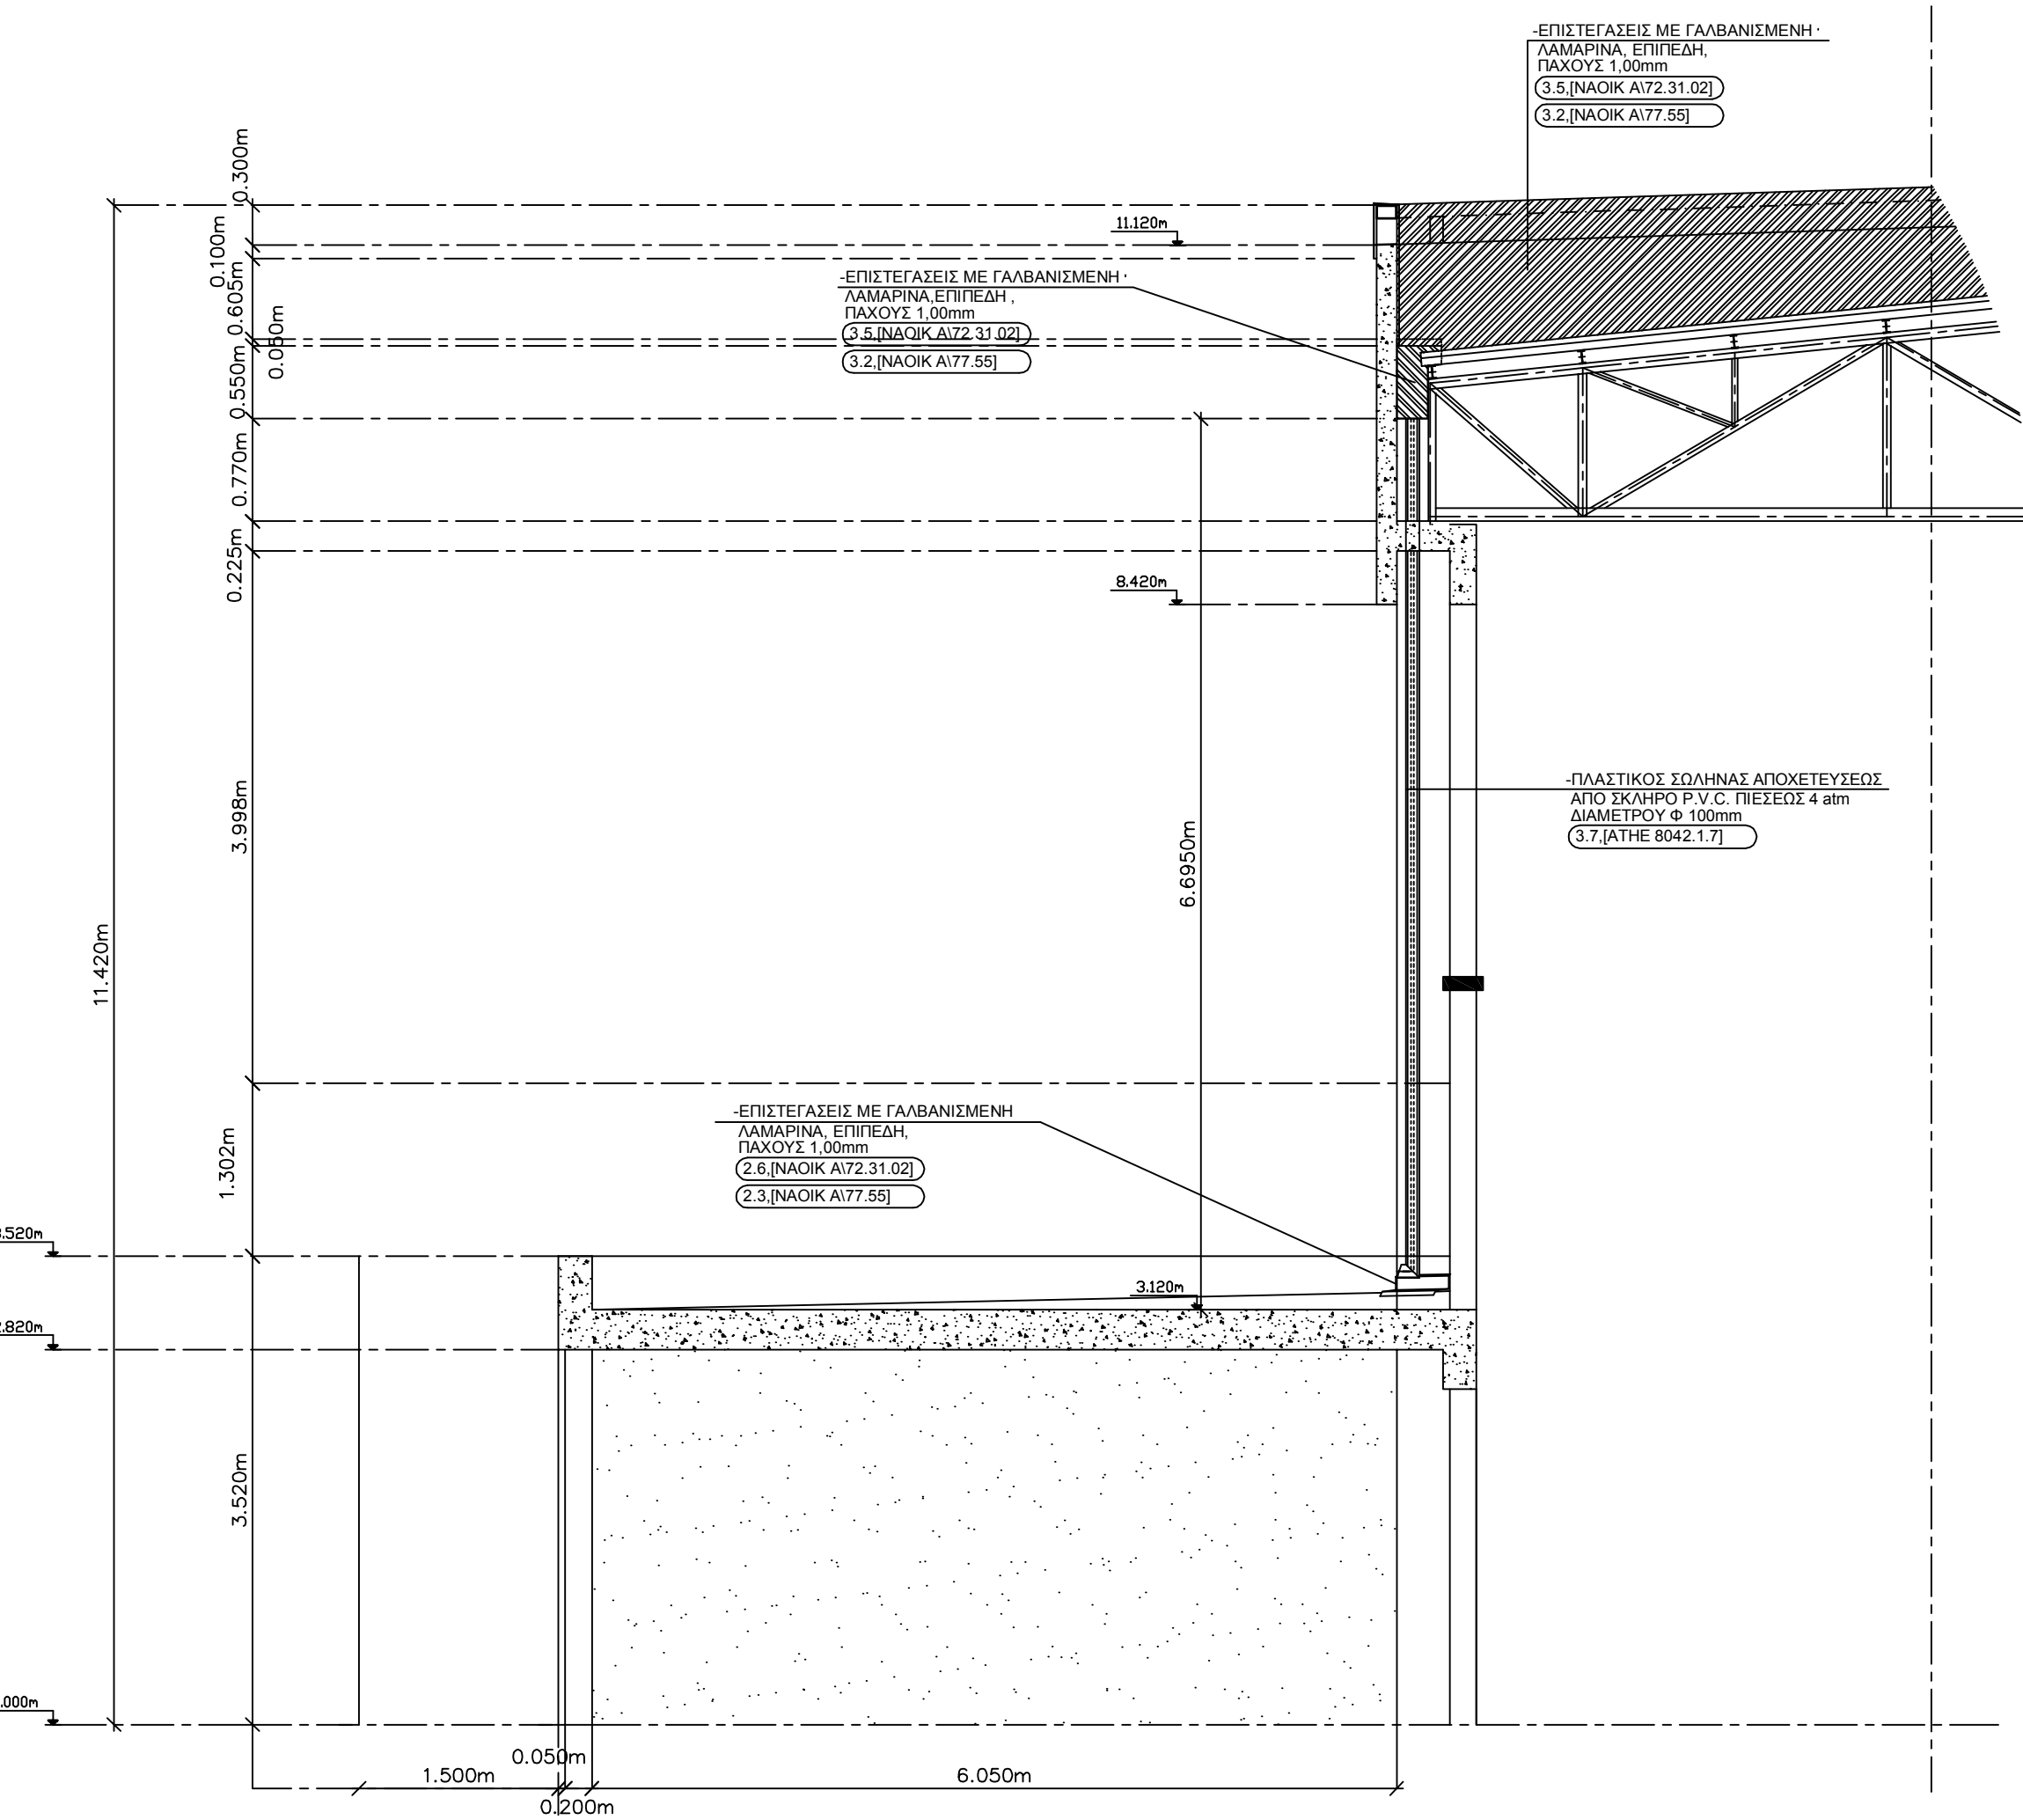 -ΕΠΙΣΤΕΓΑΣΕΙΣ ΜΕ ΓΑΛΒΑΝΙΣΜΕΝΗ
ΛΑΜΑΡΙΝΑ, ΕΠΙΠΕΔΗ,
ΠΑΧΟΥΣ 1,00mm
3.5,[ΝΑΟΙΚ Α\72.31.02]
3.2,[ΝΑΟΙΚ Α\77.55]
0.300m
11.120m
0.100m
0.605m
0.050m
-ΕΠΙΣΤΕΓΑΣΕΙΣ ΜΕ ΓΑΛΒΑΝΙΣΜΕΝΗ
ΛΑΜΑΡΙΝΑ,ΕΠΙΠΕΔΗ ,
ΠΑΧΟΥΣ 1,00mm
3.5,[ΝΑΟΙΚ Α\72.31.02]
3.2,[ΝΑΟΙΚ Α\77.55]
0.550m
0.770m
0.225m
8.420m
3.998m
6.6950m
11.420m
-ΠΛΑΣΤΙΚΟΣ ΣΩΛΗΝΑΣ ΑΠΟΧΕΤΕΥΣΕΩΣ
ΑΠΟ ΣΚΛΗΡΟ P.V.C. ΠΙΕΣΕΩΣ 4 atm
ΔΙΑΜΕΤΡΟΥ Φ 100mm
3.7,[ΑΤΗΕ 8042.1.7]
-ΕΠΙΣΤΕΓΑΣΕΙΣ ΜΕ ΓΑΛΒΑΝΙΣΜΕΝΗ
ΛΑΜΑΡΙΝΑ, ΕΠΙΠΕΔΗ,
ΠΑΧΟΥΣ 1,00mm
2.6,[ΝΑΟΙΚ Α\72.31.02]
2.3,[ΝΑΟΙΚ Α\77.55]
1.302m
.520m
3.120m
.820m
3.520m
.000m
0.050m
1.500m
6.050m
0.200m